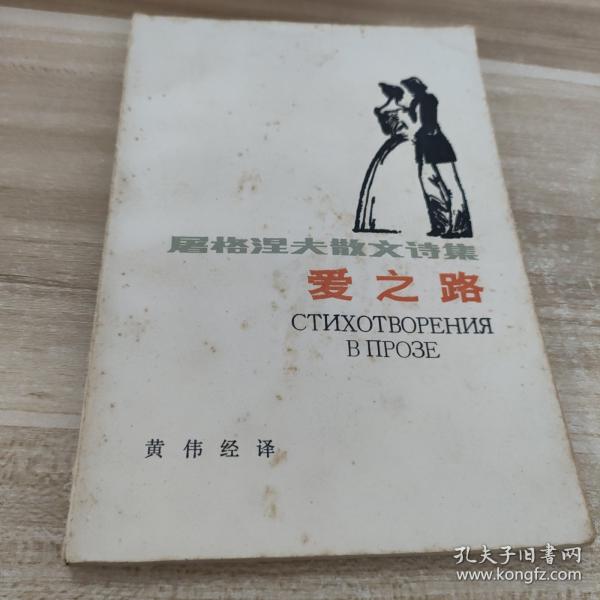 屠格涅夫散文诗集
爱之路
СТИХОТВОРЕНИЯ
В ПРОЗЕ
黄伟经译
孔夫子旧书网
www.kongfz.com